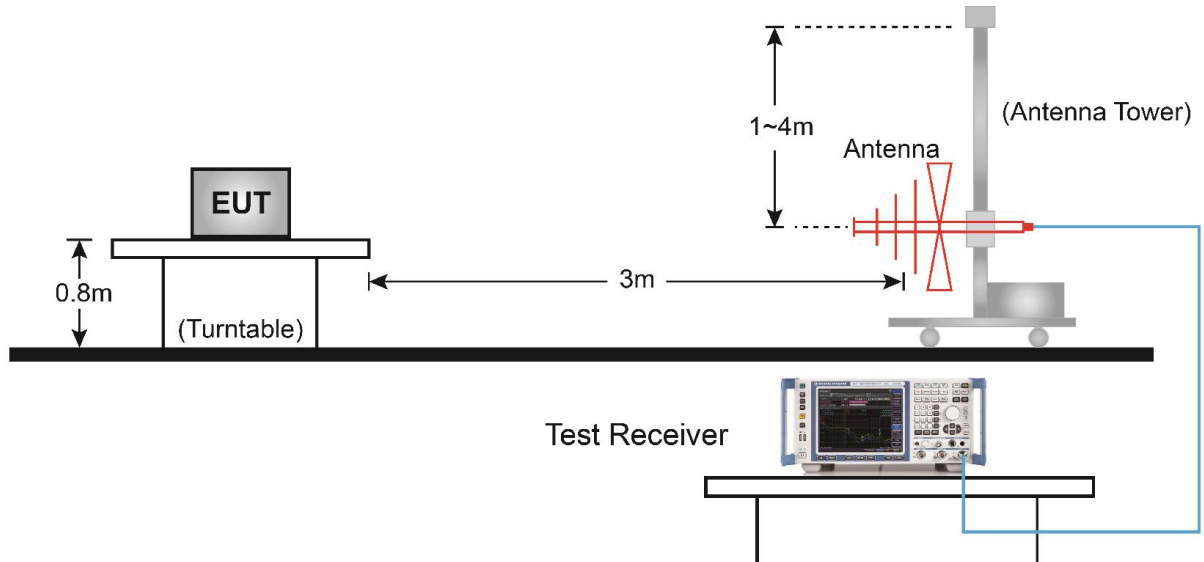 1~4m
(Antenna Tower)
Antenna
EUT
0.8m
3m
(Turntable)
Test Receiver